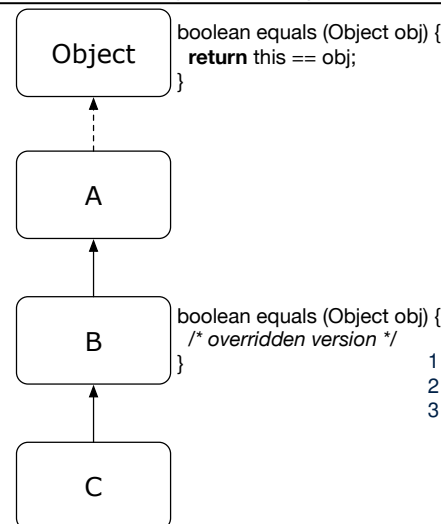 Object
boolean equals (Object obj) {
return this == obj;
}
A
B
boolean equals (Object obj) {
/* overridden version */
}
1
2
3
C